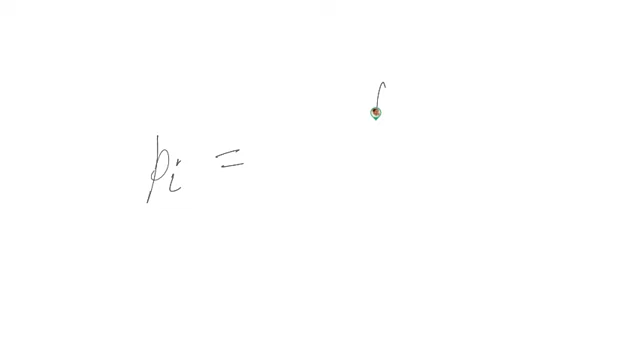 pi =